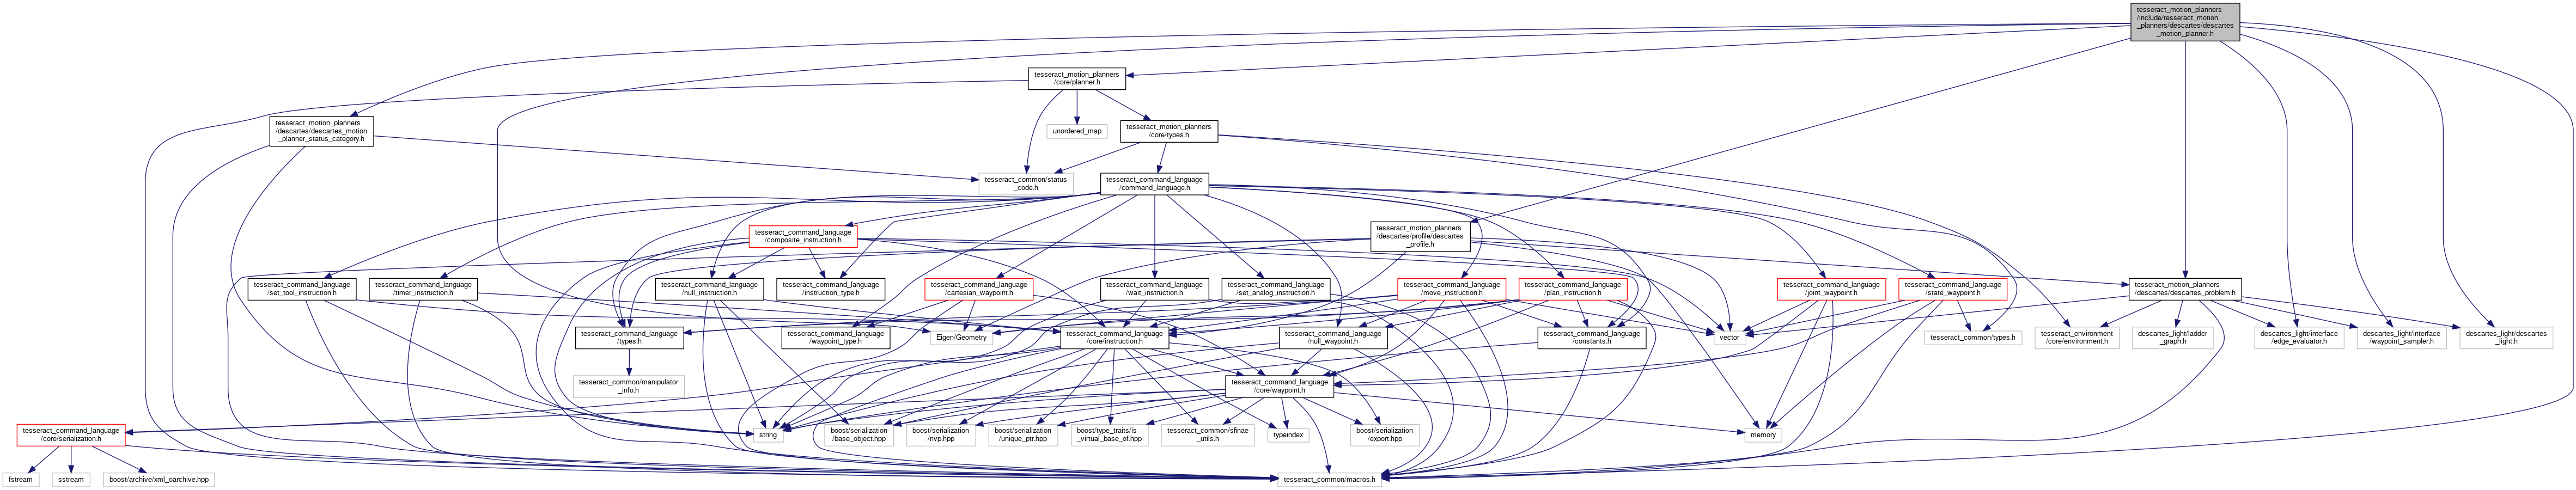 tesseract_motion_planners
/include/tesseract_motion
_planners/descartes/descartes
_motion_planner.h
tesseract_motion_planners
/core/planner.h
tesseract_motion_planners
/descartes/descartes_motion
_planner_status_category.h
unordered_map
tesseract_motion_planners
/core/types.h
tesseract_common/status
_code.h
tesseract_command_language
/command_language.h
tesseract_command_language
/composite_instruction.h
tesseract_motion_planners
/descartes/profile/descartes
_profile.h
tesseract_command_language
/set_tool_instruction.h
tesseract_command_language
/timer_instruction.h
tesseract_command_language
/null_instruction.h
tesseract_command_language
/instruction_type.h
tesseract_command_language
/cartesian_waypoint.h
tesseract_command_language
/wait_instruction.h
tesseract_command_language
/set_analog_instruction.h
tesseract_command_language
/move_instruction.h
tesseract_command_language
/plan_instruction.h
tesseract_command_language
/joint_waypoint.h
tesseract_command_language
/state_waypoint.h
tesseract_motion_planners
/descartes/descartes_problem.h
tesseract_command_language
/types.h
tesseract_command_language
/waypoint_type.h
Eigen/Geometry
tesseract_command_language
/core/instruction.h
tesseract_command_language
/null_waypoint.h
tesseract_command_language
/constants.h
vector
tesseract_common/types.h
tesseract_environment
/core/environment.h
descartes_light/ladder
_graph.h
descartes_light/interface
/edge_evaluator.h
descartes_light/interface
/waypoint_sampler.h
descartes_light/descartes
_light.h
tesseract_common/manipulator
_info.h
tesseract_command_language
/core/waypoint.h
tesseract_command_language
/core/serialization.h
string
boost/serialization
/base_object.hpp
boost/serialization
/nvp.hpp
boost/serialization
/unique_ptr.hpp
boost/type_traits/is
_virtual_base_of.hpp
tesseract_common/sfinae
_utils.h
typeindex
boost/serialization
/export.hpp
memory
fstream
sstream
boost/archive/xml_oarchive.hpp
tesseract_common/macros.h